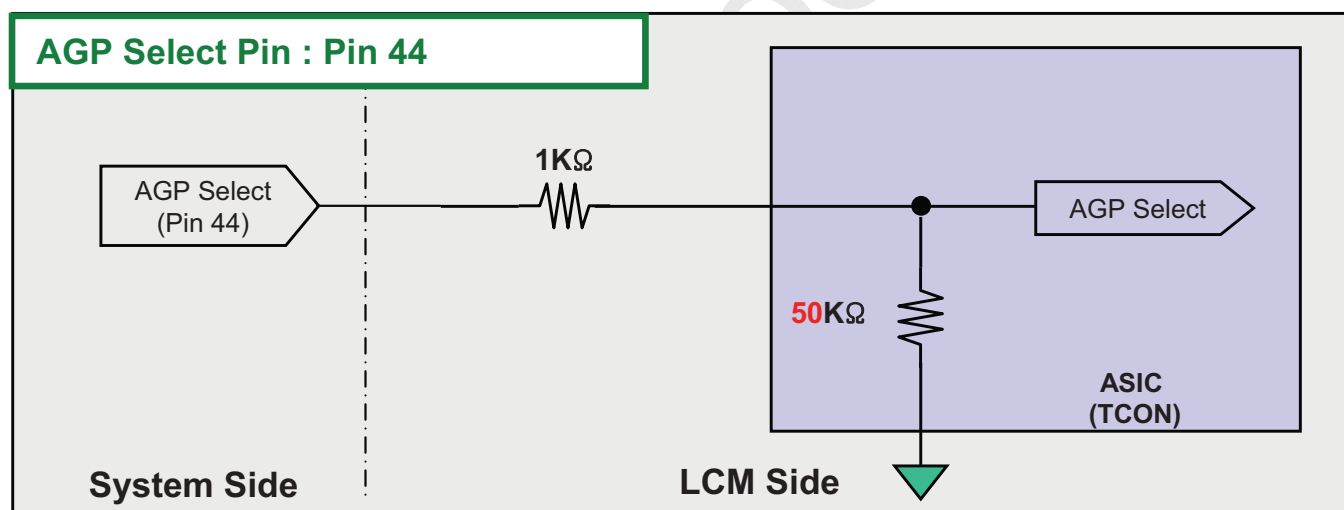 AGP Select Pin : Pin 44
1KΩ
AGP Select
(Pin 44)
AGP Select
50KΩ
ASIC
(TCON)
System Side
LCM Side